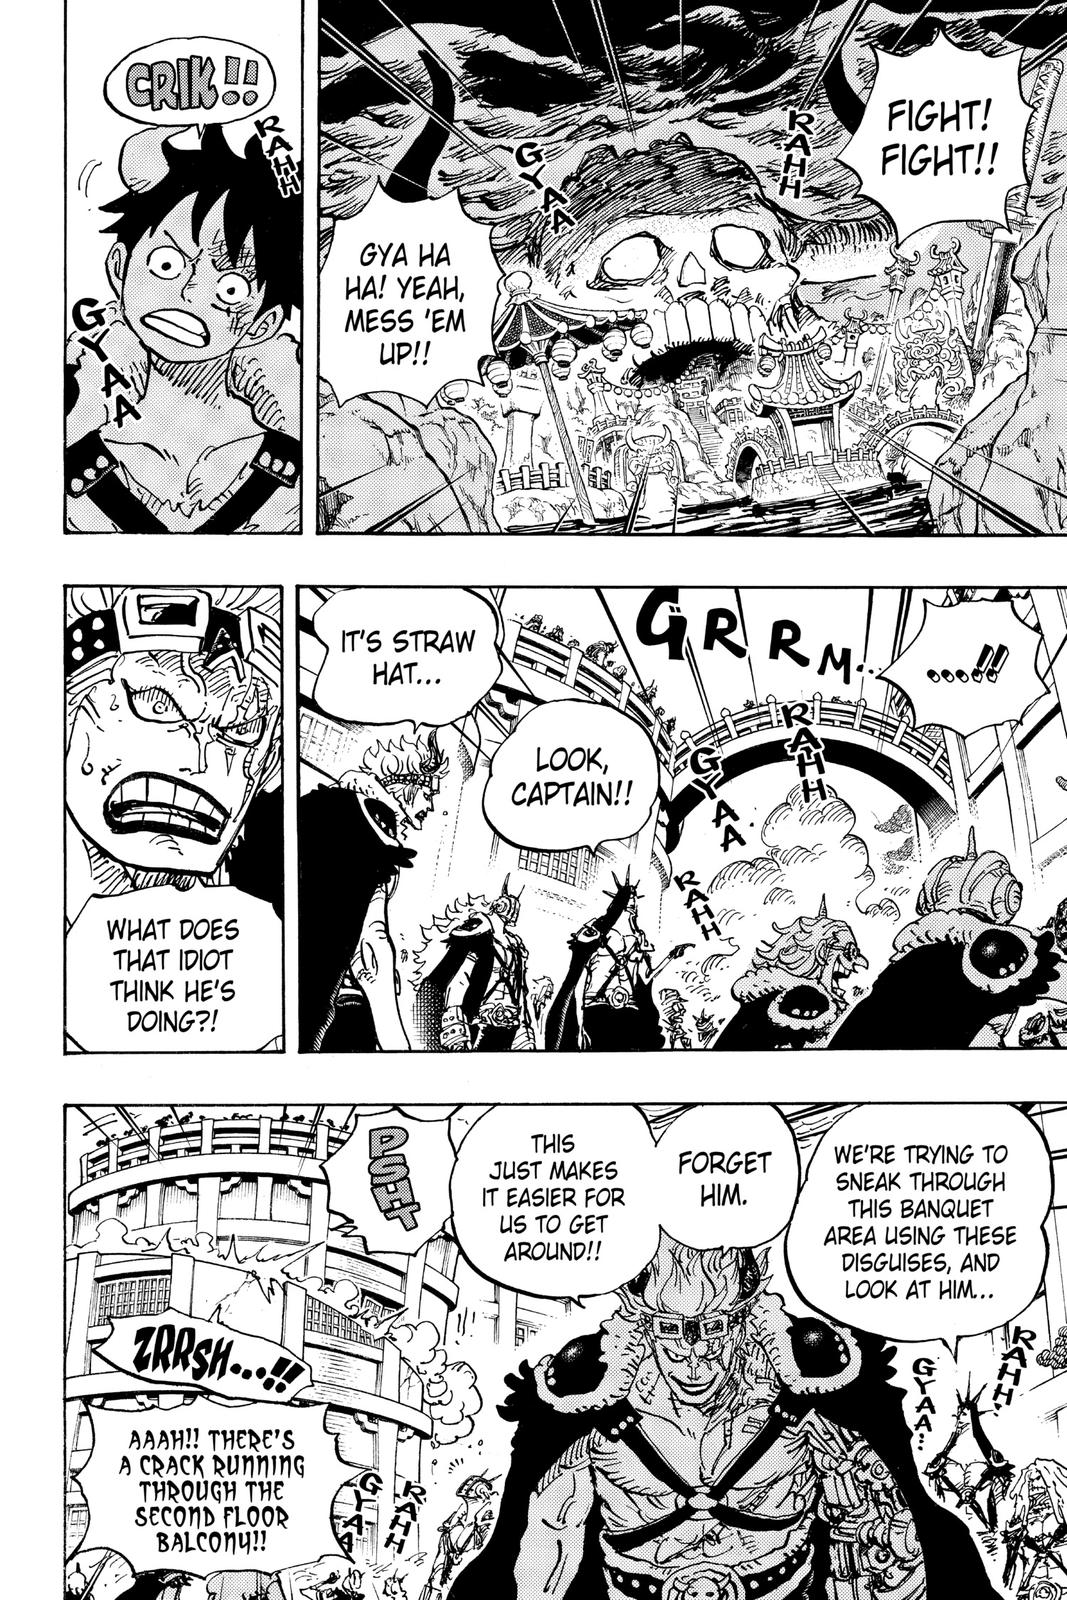 FIGHT!
FIGHT!!
RAHH
GYAA
GYA HA
HA! YEAH,
MESS 'EM
UP!!
CRIK!!
RAHH
GYAA
...!!
GRRM...
RAHH
GYAA
RAHH
LOOK,
CAPTAIN!!
IT'S STRAW
HAT...
WHAT DOES
THAT IDIOT
THINK HE'S
DOING?!
WE'RE TRYING TO
SNEAK THROUGH
THIS BANQUET
AREA USING THESE
DISGUISES, AND
LOOK AT HIM...
FORGET
HIM.
THIS
JUST MAKES
IT EASIER FOR
US TO GET
AROUND!!
RAHH!
GYAA...
PSHT
ZRRSH...!!
AAAH!! THERE'S
A CRACK RUNNING
THROUGH THE
SECOND FLOOR
BALCONY!!
RAHH
GYAA